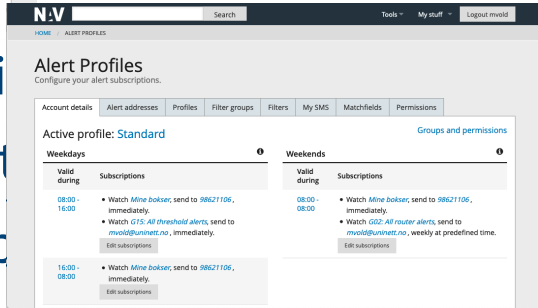 NAV
Search
Tools
My stuff
Logout mvold
HOME / ALERT PROFILES
Alert Profiles
Configure your alert subscriptions.
Account details
Alert addresses
Profiles
Filter groups
Filters
My SMS
Matchfields
Permissions
Active profile: Standard
Groups and permissions
Weekdays
Valid during
Subscriptions
08:00 -
16:00
• Watch Mine bokser, send to 98621106 ,
immediately.
• Watch G15: All threshold alerts, send to
mvold@uninett.no , immediately.
Edit subscriptions
16:00 -
08:00
• Watch Mine bokser, send to 98621106 ,
immediately.
Edit subscriptions
Weekends
Valid during
Subscriptions
08:00 -
08:00
• Watch Mine bokser, send to 98621106 ,
immediately.
• Watch G02: All router alerts, send to
mvold@uninett.no , weekly at predefined time.
Edit subscriptions